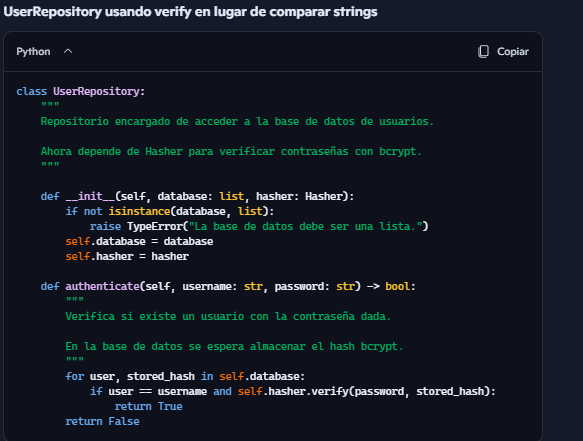 UserRepository usando verify en lugar de comparar strings
Python
Copiar
class UserRepository:
    """
    Repositorio encargado de acceder a la base de datos de usuarios.

    Ahora depende de Hasher para verificar contraseñas con bcrypt.
    """

    def __init__(self, database: list, hasher: Hasher):
        if not isinstance(database, list):
            raise TypeError("La base de datos debe ser una lista.")
        self.database = database
        self.hasher = hasher

    def authenticate(self, username: str, password: str) -> bool:
        """
        Verifica si existe un usuario con la contraseña dada.

        En la base de datos se espera almacenar el hash bcrypt.
        """
        for user, stored_hash in self.database:
            if user == username and self.hasher.verify(password, stored_hash):
                return True
        return False